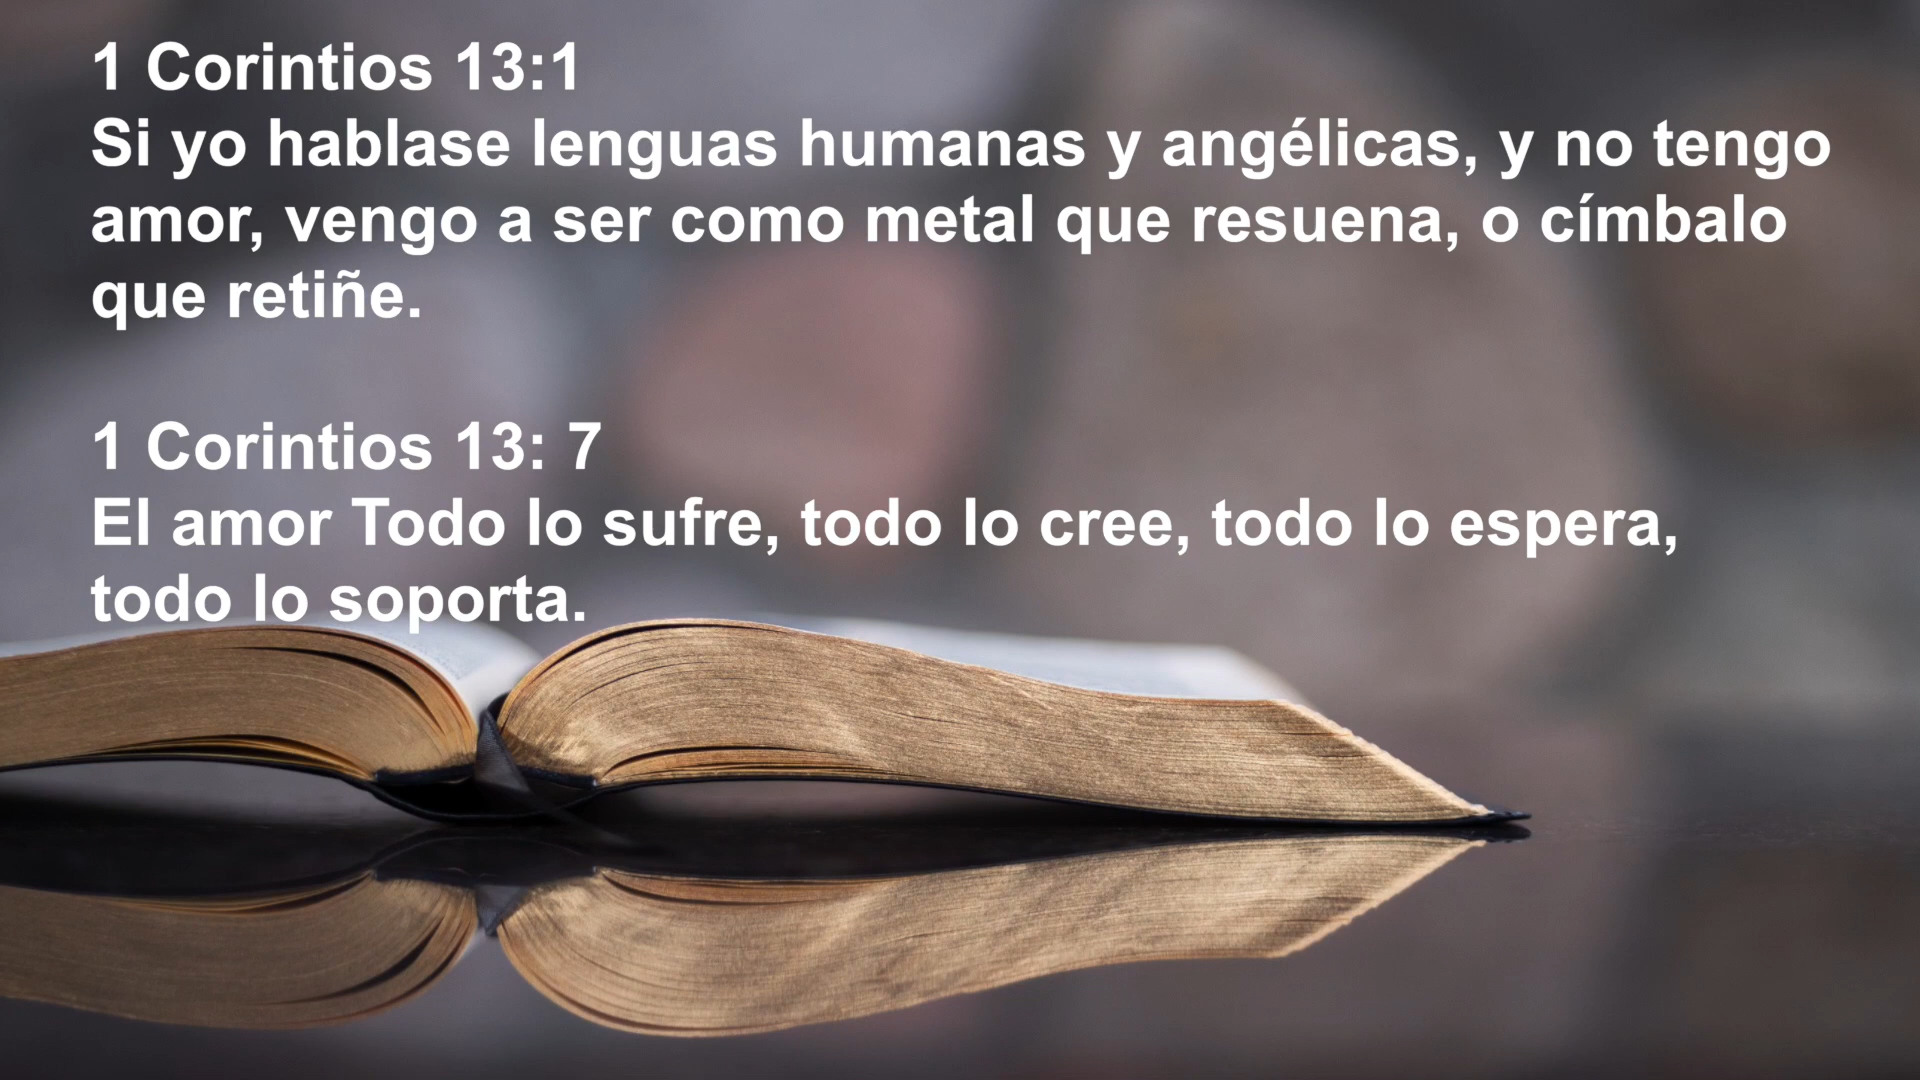 1 Corintios 13:1
Si yo hablase lenguas humanas y angélicas, y no tengo
amor, vengo a ser como metal que resuena, o címbalo
que retiñe.
1 Corintios 13: 7
El amor Todo lo sufre, todo lo cree, todo lo espera,
todo lo soporta.